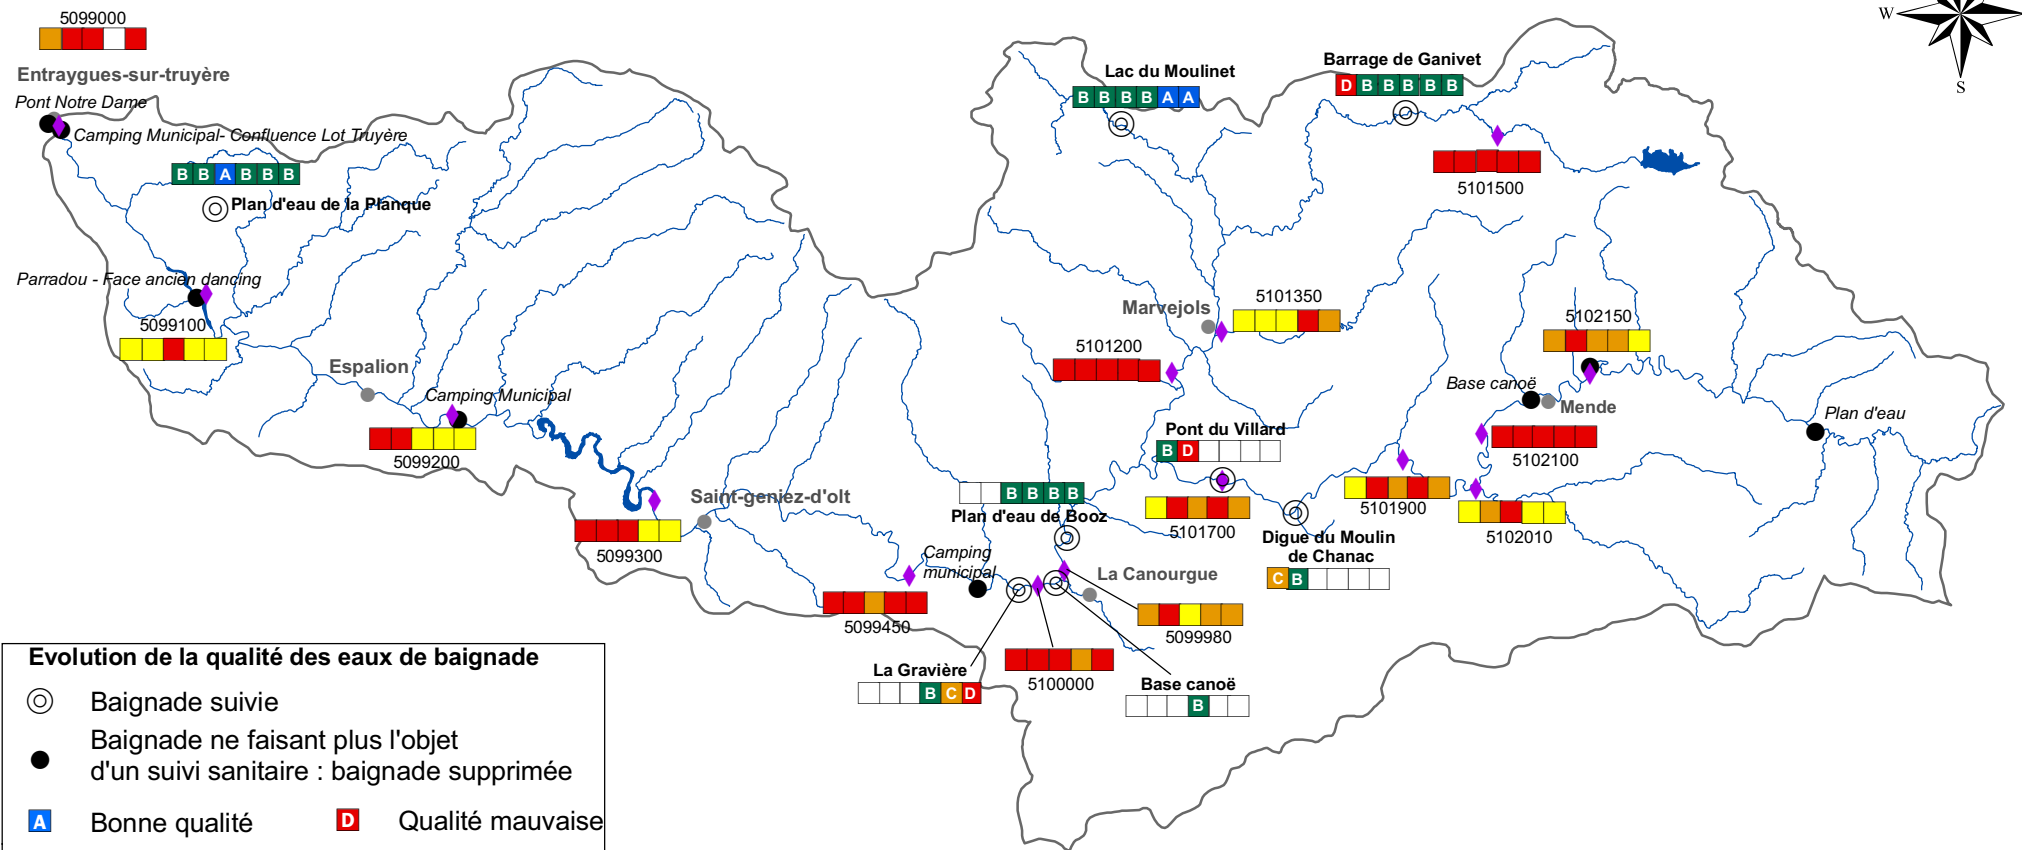 5099000
Entraygues-sur-truyère
Pont Notre Dame
Camping Municipal- Confluence Lot Truyère
B B A B B B
Plan d'eau de la Planque
Parradou - Face ancien dancing
5099100
Espalion
Camping Municipal
5099200
Saint-geniez-d'olt
5099300
Lac du Moulinet
B B B B A A
Barrage de Ganivet
D B B B B B
W
S
5101500
Marvejols
5101350
5101200
5102150
Base canoë
Mende
Plan d'eau
5102100
Pont du Villard
B D
B B B B
Plan d'eau de Booz
5101700
5101900
5102010
Digue du Moulin
de Chanac
C B
Camping
municipal
La Canourgue
5099450
5099980
La Gravière
B C D
5100000
Base canoë
B
Evolution de la qualité des eaux de baignade
Baignade suivie
Baignade ne faisant plus l'objet
d'un suivi sanitaire : baignade supprimée
A Bonne qualité
D Qualité mauvaise